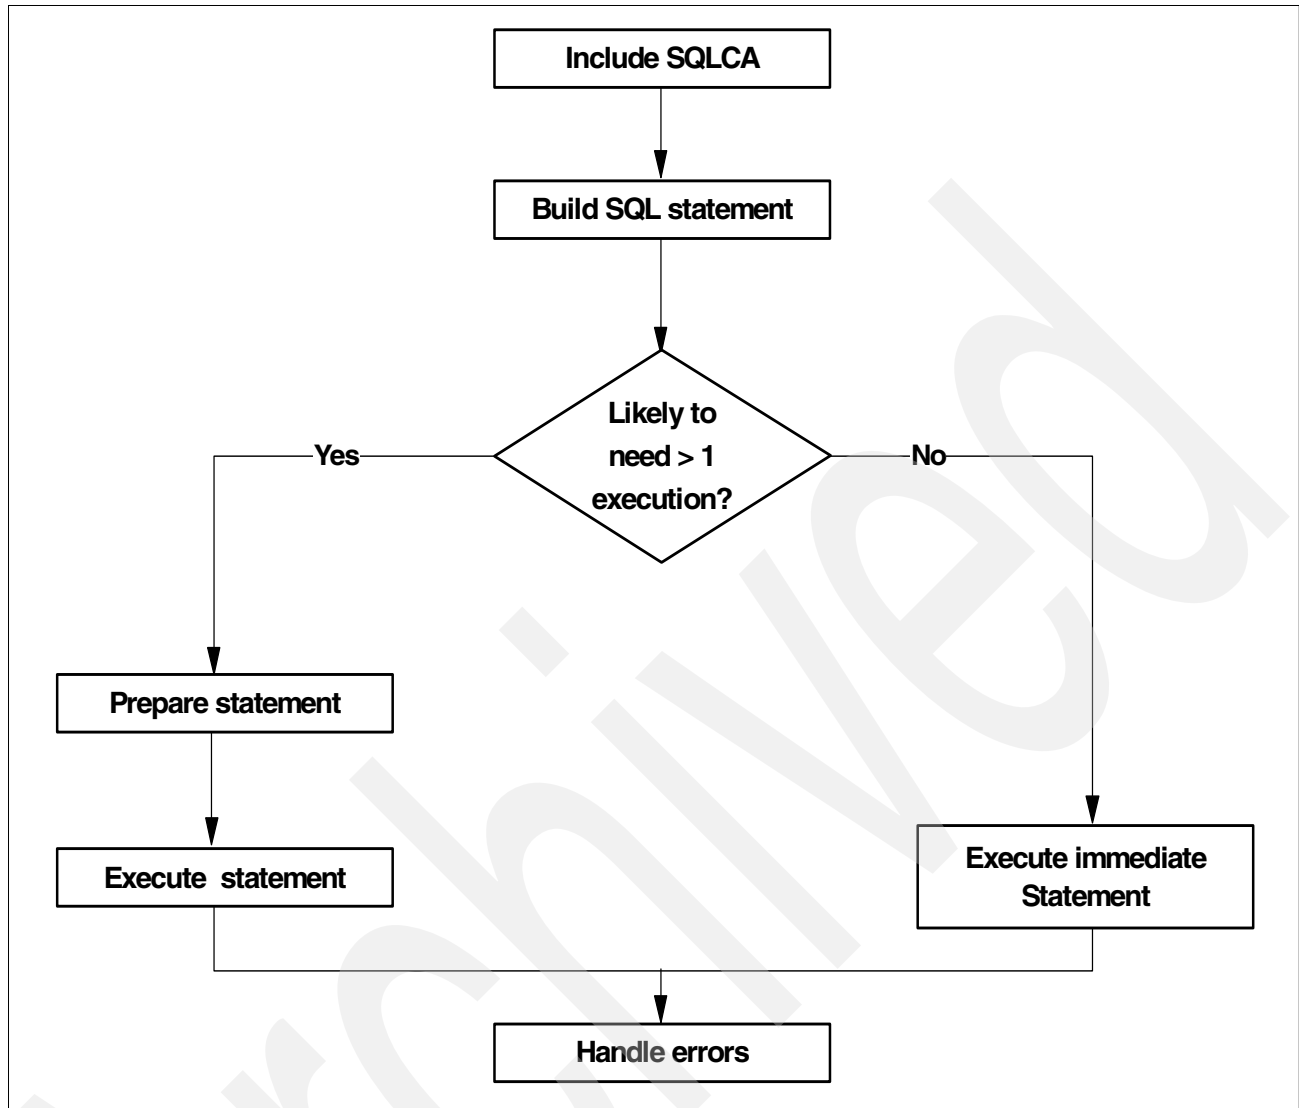 Include SQLCA
Build SQL statement
Likely to
need > 1
execution?
Yes
No
Prepare statement
Execute statement
Execute immediate
Statement
Handle errors
rchived